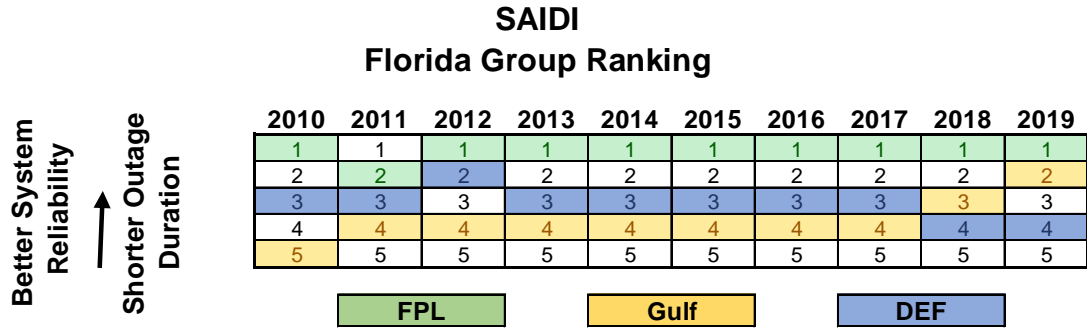 SAIDI
Florida Group Ranking
Better System
Reliability
Shorter Outage
Duration
2010 2011 2012 2013 2014 2015 2016 2017 2018 2019
1 1 1 1 1 1 1 1 1 1
2 2 2 2 2 2 2 2 2 2
3 3 3 3 3 3 3 3 3 3
4 4 4 4 4 4 4 4 4 4
5 5 5 5 5 5 5 5 5 5
FPL Gulf DEF